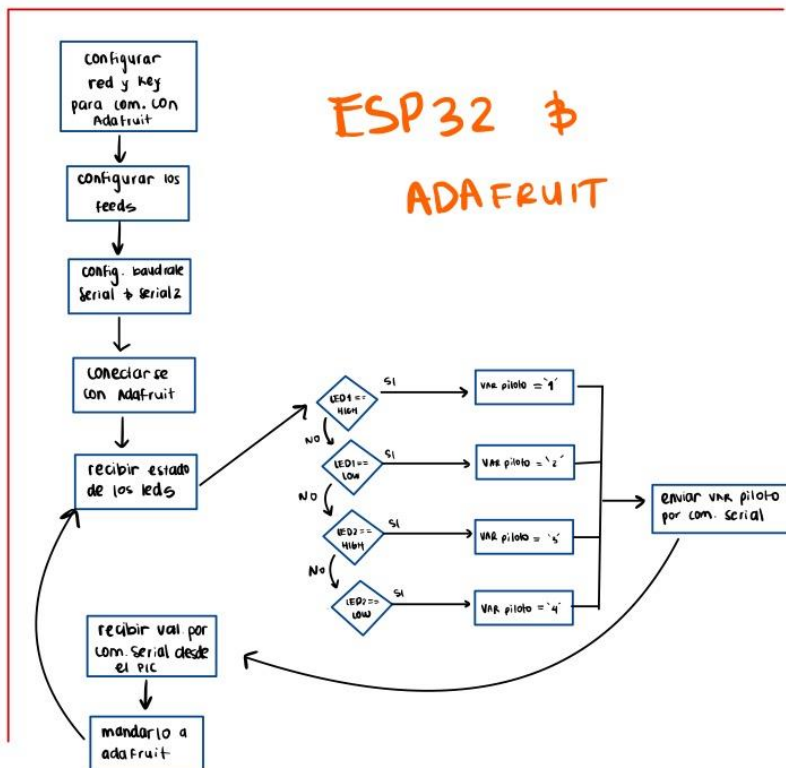 configurar
red y key
para com. con
Adafruit
ESP32 &
ADAFRUIT
configurar los
feeds
config. baudrate
serial & serial2
conectarse
con Adafruit
recibir estado
de los leds
LED1 ==
HIGH
SI
VAR piloto = '1'
NO
LED1 ==
LOW
SI
VAR piloto = '2'
NO
LED2 ==
HIGH
SI
VAR piloto = '3'
NO
LED2 ==
LOW
SI
VAR piloto = '4'
enviar VAR piloto
por com. serial
recibir val. por
com. serial desde
el PIC
mandarlo a
adafruit